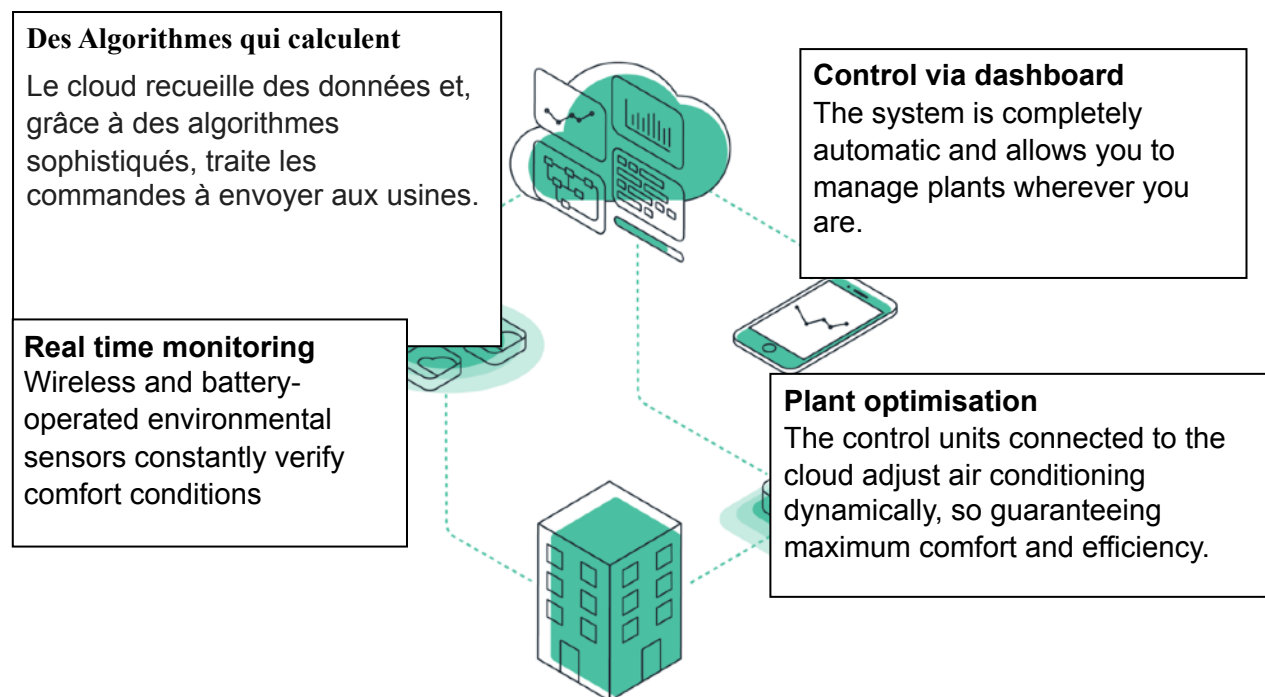 Des Algorithmes qui calculent
Le cloud recueille des données et,
grâce à des algorithmes
sophistiqués, traite les
commandes à envoyer aux usines.
Control via dashboard
The system is completely
automatic and allows you to
manage plants wherever you
are.
Real time monitoring
Wireless and battery-
operated environmental
sensors constantly verify
comfort conditions
Plant optimisation
The control units connected to the
cloud adjust air conditioning
dynamically, so guaranteeing
maximum comfort and efficiency.